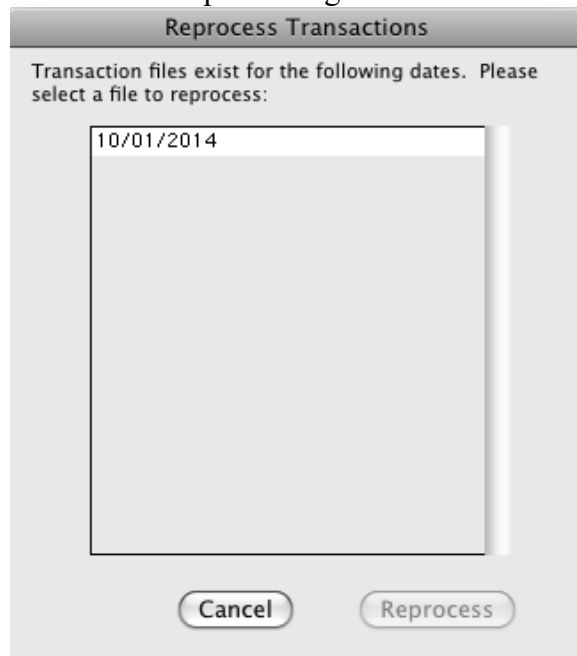 Reprocess Transactions
Transaction files exist for the following dates. Please
select a file to reprocess:
10/01/2014
Cancel
Reprocess